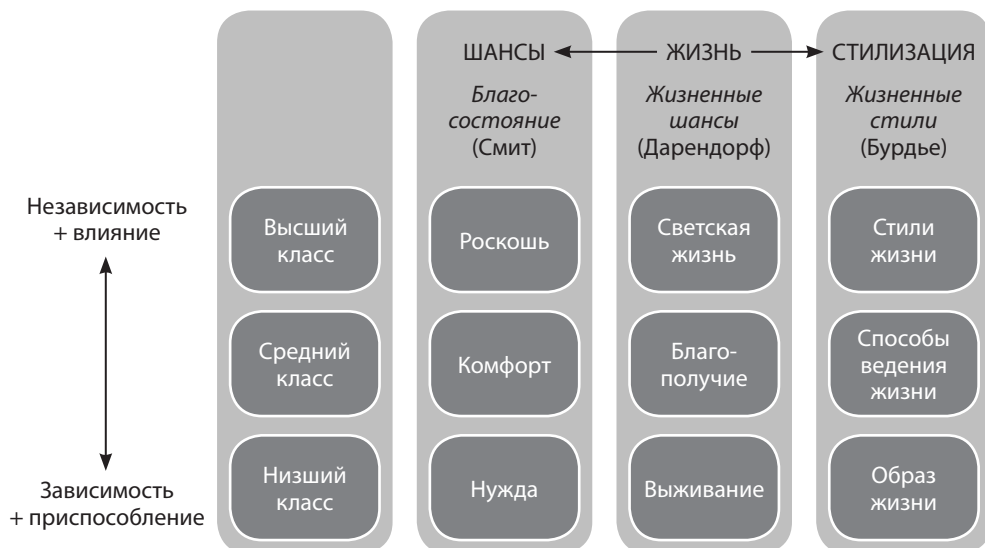 ШАНСЫ ЖИЗНЬ СТИЛИЗАЦИЯ
Благо-
состояние
(Смит)
Жизненные
шансы
(Дарендорф)
Жизненные
стили
(Бурдье)
Независимость
+ влияние
Высший
класс
Роскошь
Светская
жизнь
Стили
жизни
Средний
класс
Комфорт
Благо-
получие
Способы
ведения
жизни
Зависимость
+ приспособление
Низший
класс
Нужда
Выживание
Образ
жизни